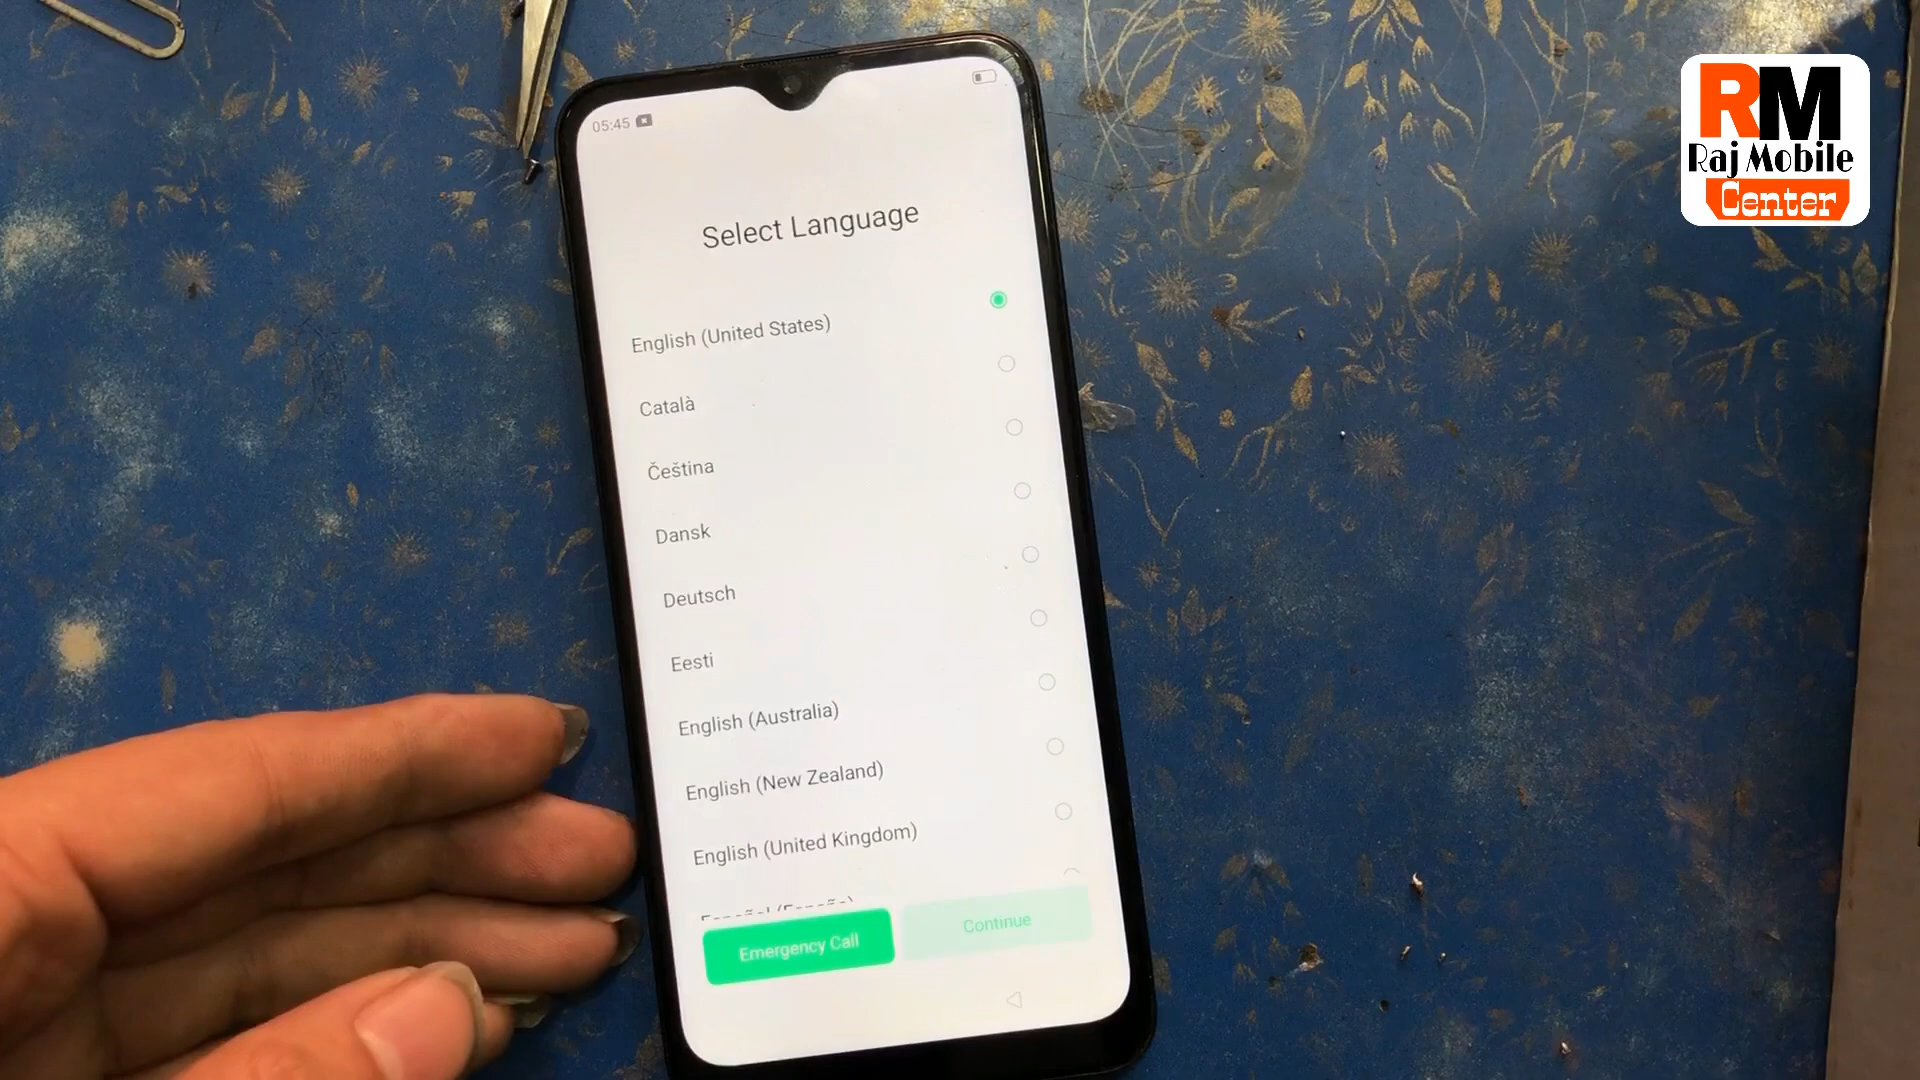 05:45
Select Language
English (United States)
Català
Čeština
Dansk
Deutsch
Eesti
English (Australia)
English (New Zealand)
English (United Kingdom)
Emergency Call
Continue
RM
Raj Mobile
Center